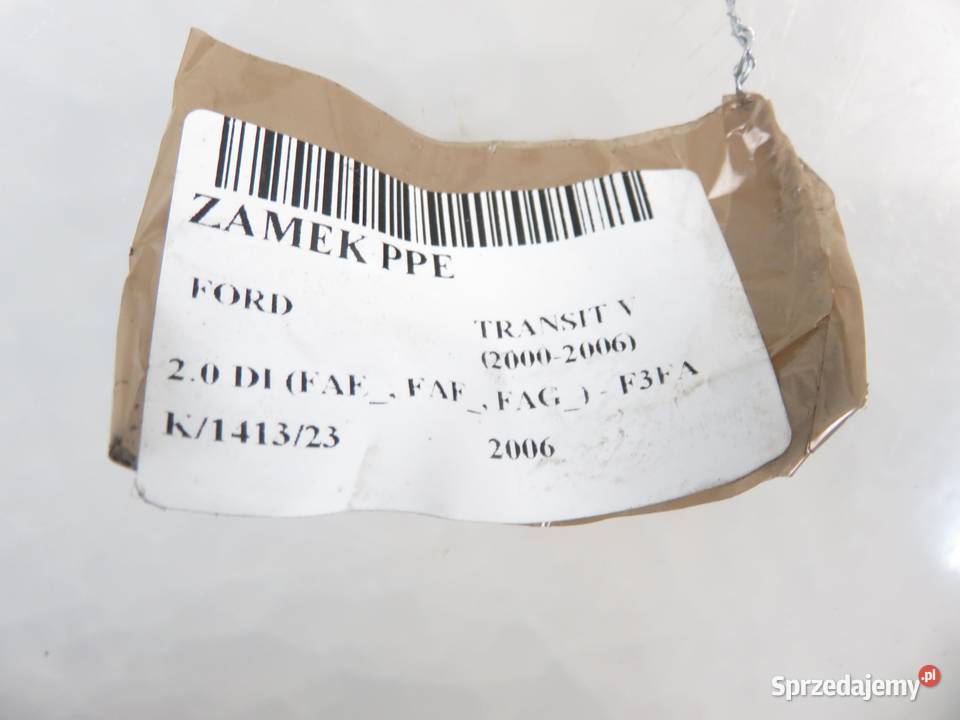 ZAMEK PPE
FORD
TRANSIT V
(2000-2006)
2.0 DI (FAE_, FAF_, FAG_) - F3FA
K/1413/23
2006
Sprzedajemy.pl